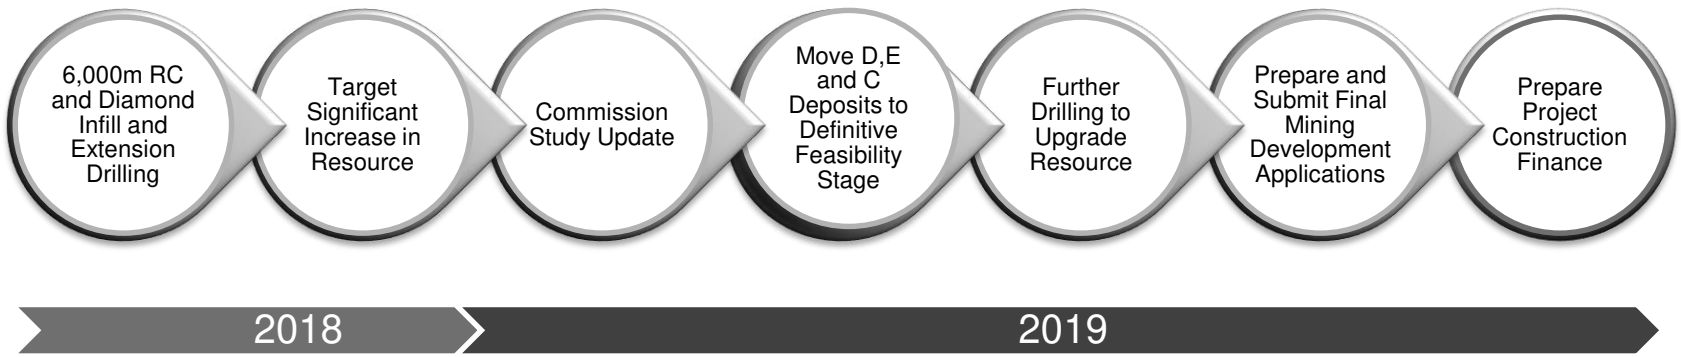 6,000m RC
and Diamond
Infill and
Extension
Drilling
Target
Significant
Increase in
Resource
Commission
Study Update
Move D,E
and C
Deposits to
Definitive
Feasibility
Stage
Further
Drilling to
Upgrade
Resource
Prepare and
Submit Final
Mining
Development
Applications
Prepare
Project
Construction
Finance
2018
2019